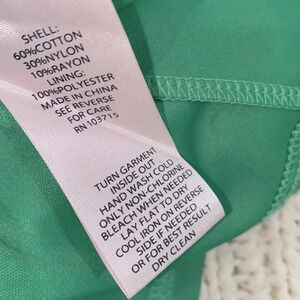 SHELL:
60%COTTON
30%NYLON
10%RAYON
LINING:
100%POLYESTER
MADE IN CHINA
SEE REVERSE
FOR CARE
RN 103715
TURN GARMENT
INSIDE OUT
HAND WASH COLD
ONLY NON-CHLORINE
BLEACH WHEN NEEDED
LAY FLAT TO DRY
COOL IRON ON REVERSE
SIDE IF NEEDED
OR FOR BEST RESULT
DRY CLEAN